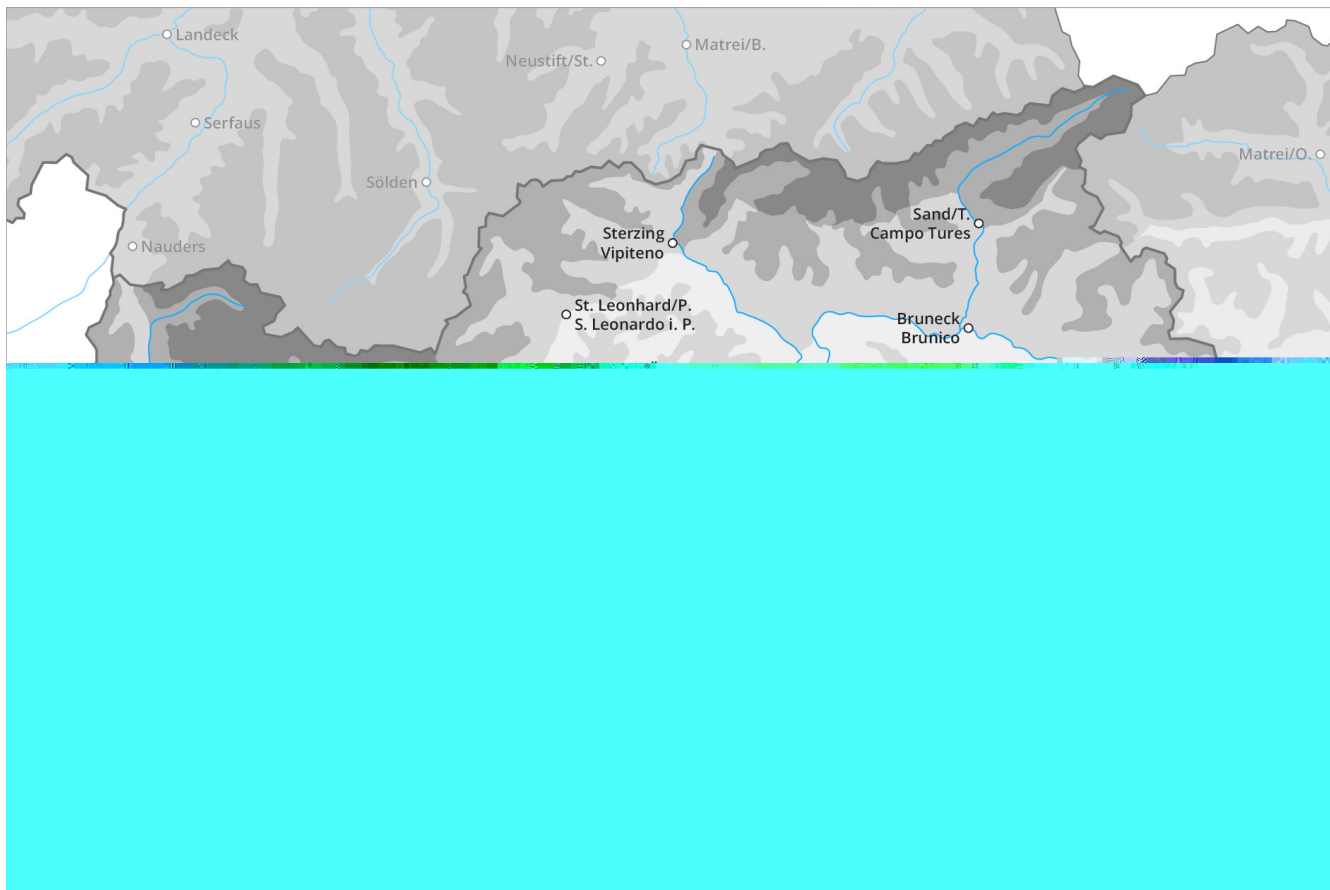 Landeck
Matrei/B.
Neustift/St.
Serfaus
Matrei/O.
Sölden
Sand/T.
Campo Tures
Sterzing
Vipiteno
Nauders
St. Leonhard/P.
S. Leonardo i. P.
Bruneck
Brunico